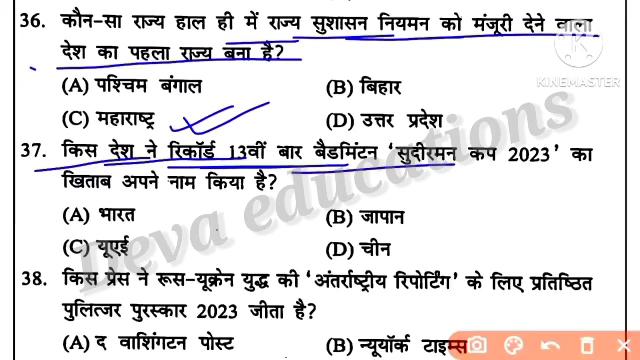 36. कौन-सा राज्य हाल ही में राज्य सुशासन नियमन को मंजूरी देने वाला
देश का पहला राज्य बना है?
(A) पश्चिम बंगाल (B) बिहार
(C) महाराष्ट्र (D) उत्तर प्रदेश
37. किस देश ने रिकॉर्ड 13वीं बार बैडमिंटन 'सुदीरमन कप 2023' का
खिताब अपने नाम किया है?
(A) भारत (B) जापान
(C) यूएई (D) चीन
38. किस प्रेस ने रूस-यूक्रेन युद्ध की 'अंतर्राष्ट्रीय रिपोर्टिंग' के लिए प्रतिष्ठित
पुलित्जर पुरस्कार 2023 जीता है?
(A) द वाशिंगटन पोस्ट (B) न्यूयॉर्क टाइम्स
Deva educations
KINEMASTER